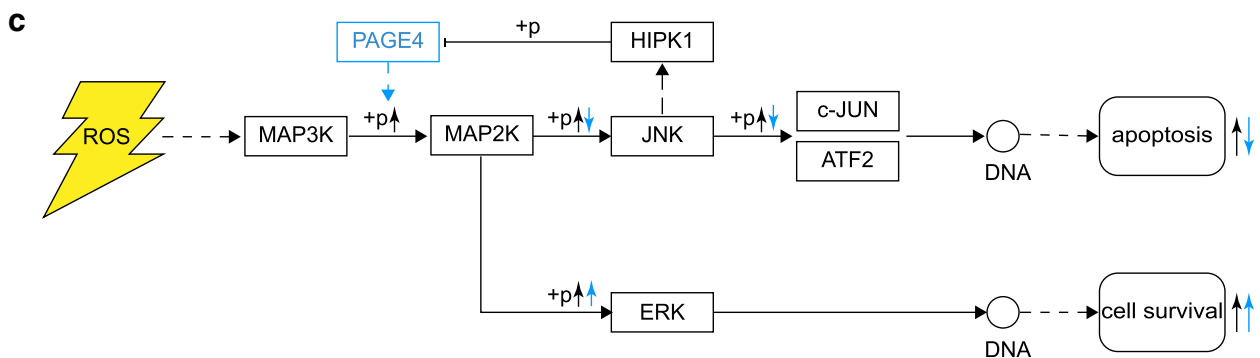 c
+p
PAGE4
HIPK1
+p
+p
+p
c-JUN
ROS
MAP3K
MAP2K
JNK
ATF2
apoptosis
DNA
+p
ERK
cell survival
DNA